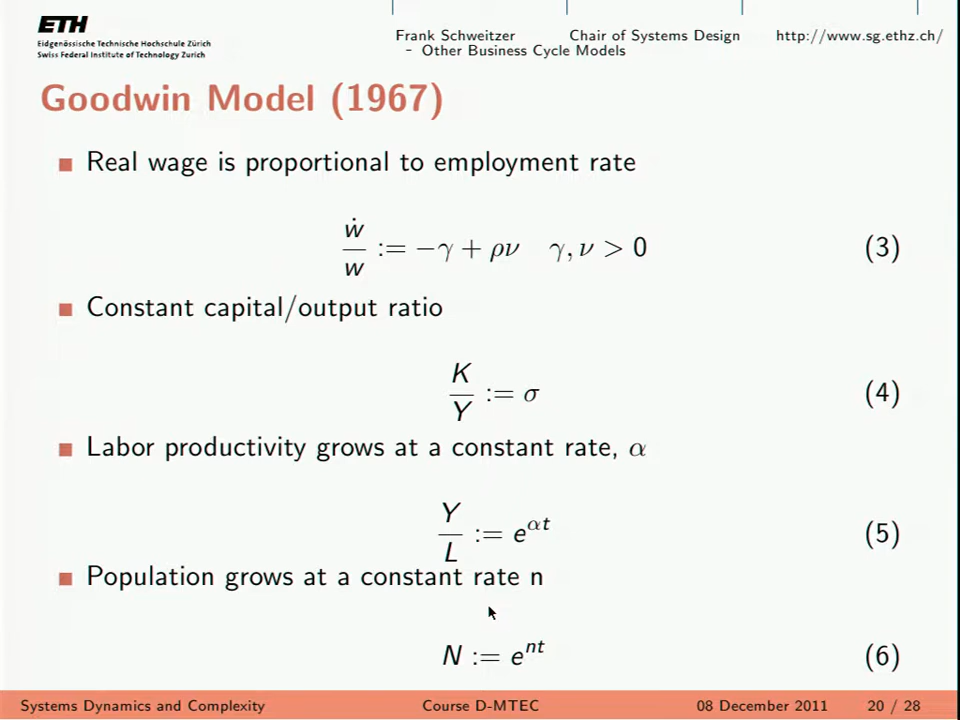 ETH
Eidgenössische Technische Hochschule Zürich
Swiss Federal Institute of Technology Zurich
Frank Schweitzer Chair of Systems Design http://www.sg.ethz.ch/
- Other Business Cycle Models
Goodwin Model (1967)
Real wage is proportional to employment rate
ẇ/w := −γ + ρν γ, ν > 0 (3)
Constant capital/output ratio
K/Y := σ (4)
Labor productivity grows at a constant rate, α
Y/L := e^{αt} (5)
Population grows at a constant rate n
N := e^{nt} (6)
Systems Dynamics and Complexity Course D-MTEC 08 December 2011 20 / 28